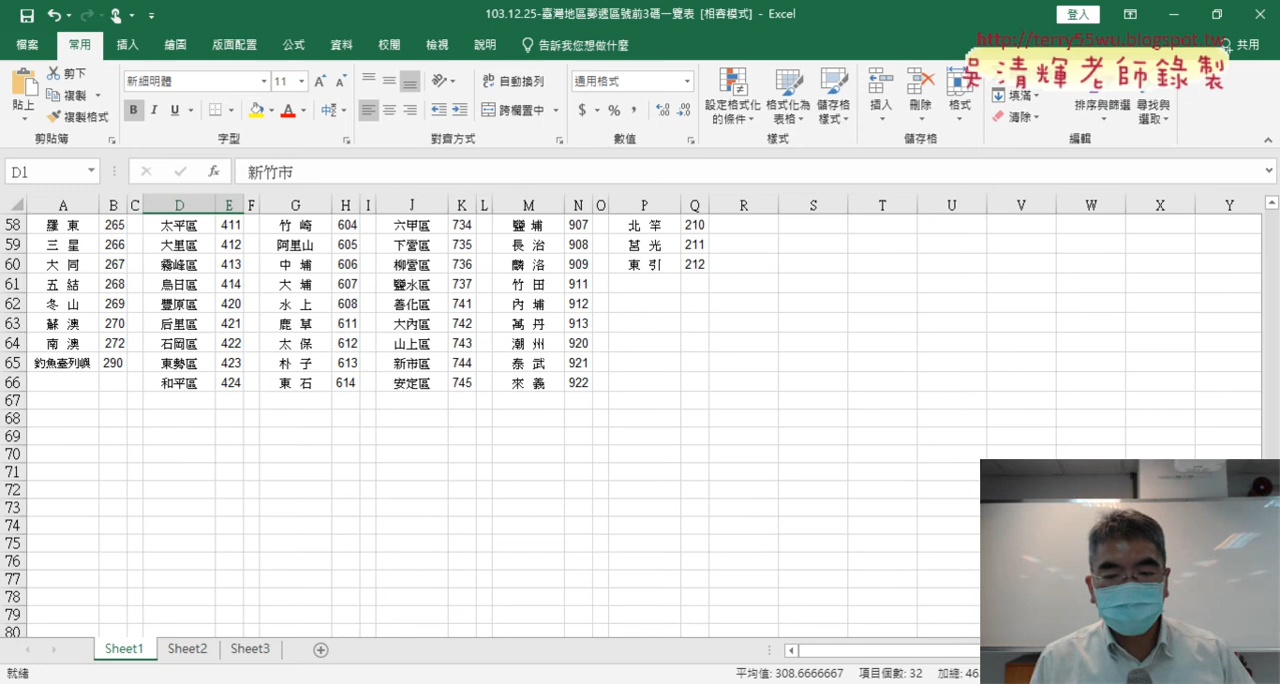 103.12.25-臺灣地區郵遞區號前3碼一覽表 [相容模式] - Excel
登入
檔案 常用 插入 繪圖 版面配置 公式 資料 校閱 檢視 說明 告訴我您想做什麼 共用
http://terry55wu.blogspot.tw
吳清輝老師錄製
貼上 剪下 複製 複製格式
剪貼簿
新細明體 11
B I U
字型
自動換列
跨欄置中
對齊方式
通用格式
$ % ,
數值
設定格式化的條件 格式化為表格 儲存格樣式
樣式
插入 刪除 格式
儲存格
填滿
清除
排序與篩選 尋找與選取
編輯
D1 fx 新竹市
A B C D E F G H I J K L M N O P Q R S T U V W X Y
58 羅 東 265 太平區 411 竹 崎 604 六甲區 734 鹽 埔 907 北 竿 210
59 三 星 266 大里區 412 阿里山 605 下營區 735 長 治 908 莒 光 211
60 大 同 267 霧峰區 413 中 埔 606 柳營區 736 麟 洛 909 東 引 212
61 五 結 268 烏日區 414 大 埔 607 鹽水區 737 竹 田 911
62 冬 山 269 豐原區 420 水 上 608 善化區 741 內 埔 912
63 蘇 澳 270 后里區 421 鹿 草 611 大內區 742 萬 丹 913
64 南 澳 272 石岡區 422 太 保 612 山上區 743 潮 州 920
65 釣魚臺列嶼 290 東勢區 423 朴 子 613 新市區 744 泰 武 921
66 和平區 424 東 石 614 安定區 745 來 義 922
67
68
69
70
71
72
73
74
75
76
77
78
79
80
Sheet1 Sheet2 Sheet3
就緒 平均值: 308.6666667 項目個數: 32 加總: 46